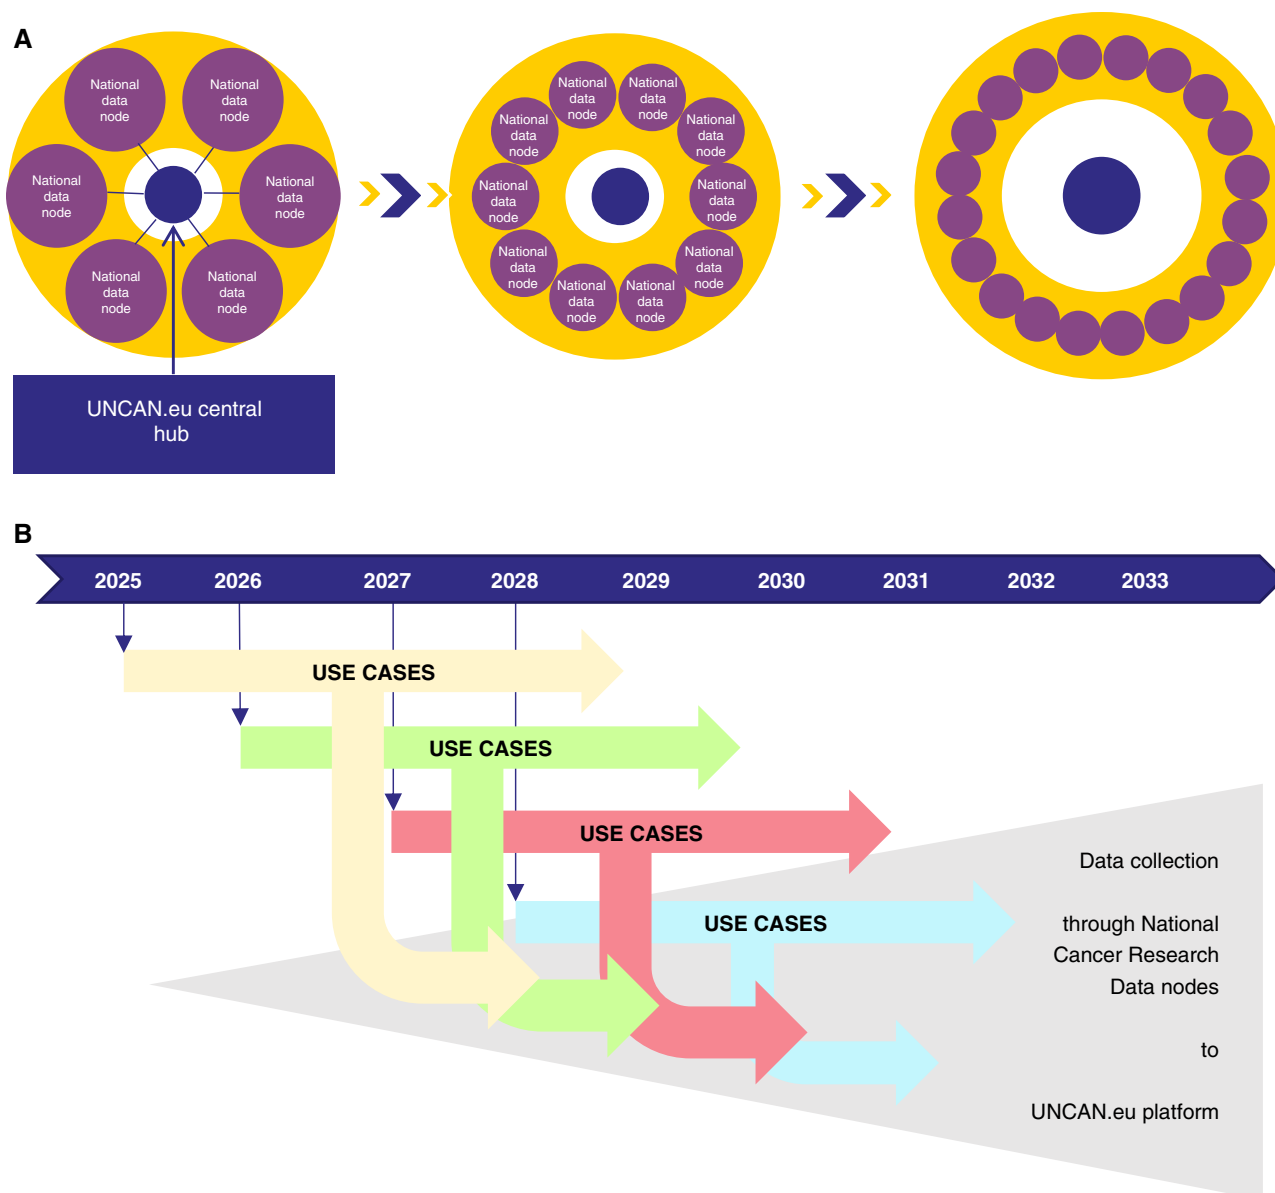 A
National
data
node
National
data
node
National
data
node
National
data
node
National
data
node
National
data
node
UNCAN.eu central
hub
National
data
node
National
data
node
National
data
node
National
data
node
National
data
node
National
data
node
National
data
node
National
data
node
National
data
node
National
data
node
B
2025 2026 2027 2028 2029 2030 2031 2032 2033
USE CASES
USE CASES
USE CASES
USE CASES
Data collection
through National
Cancer Research
Data nodes
to
UNCAN.eu platform